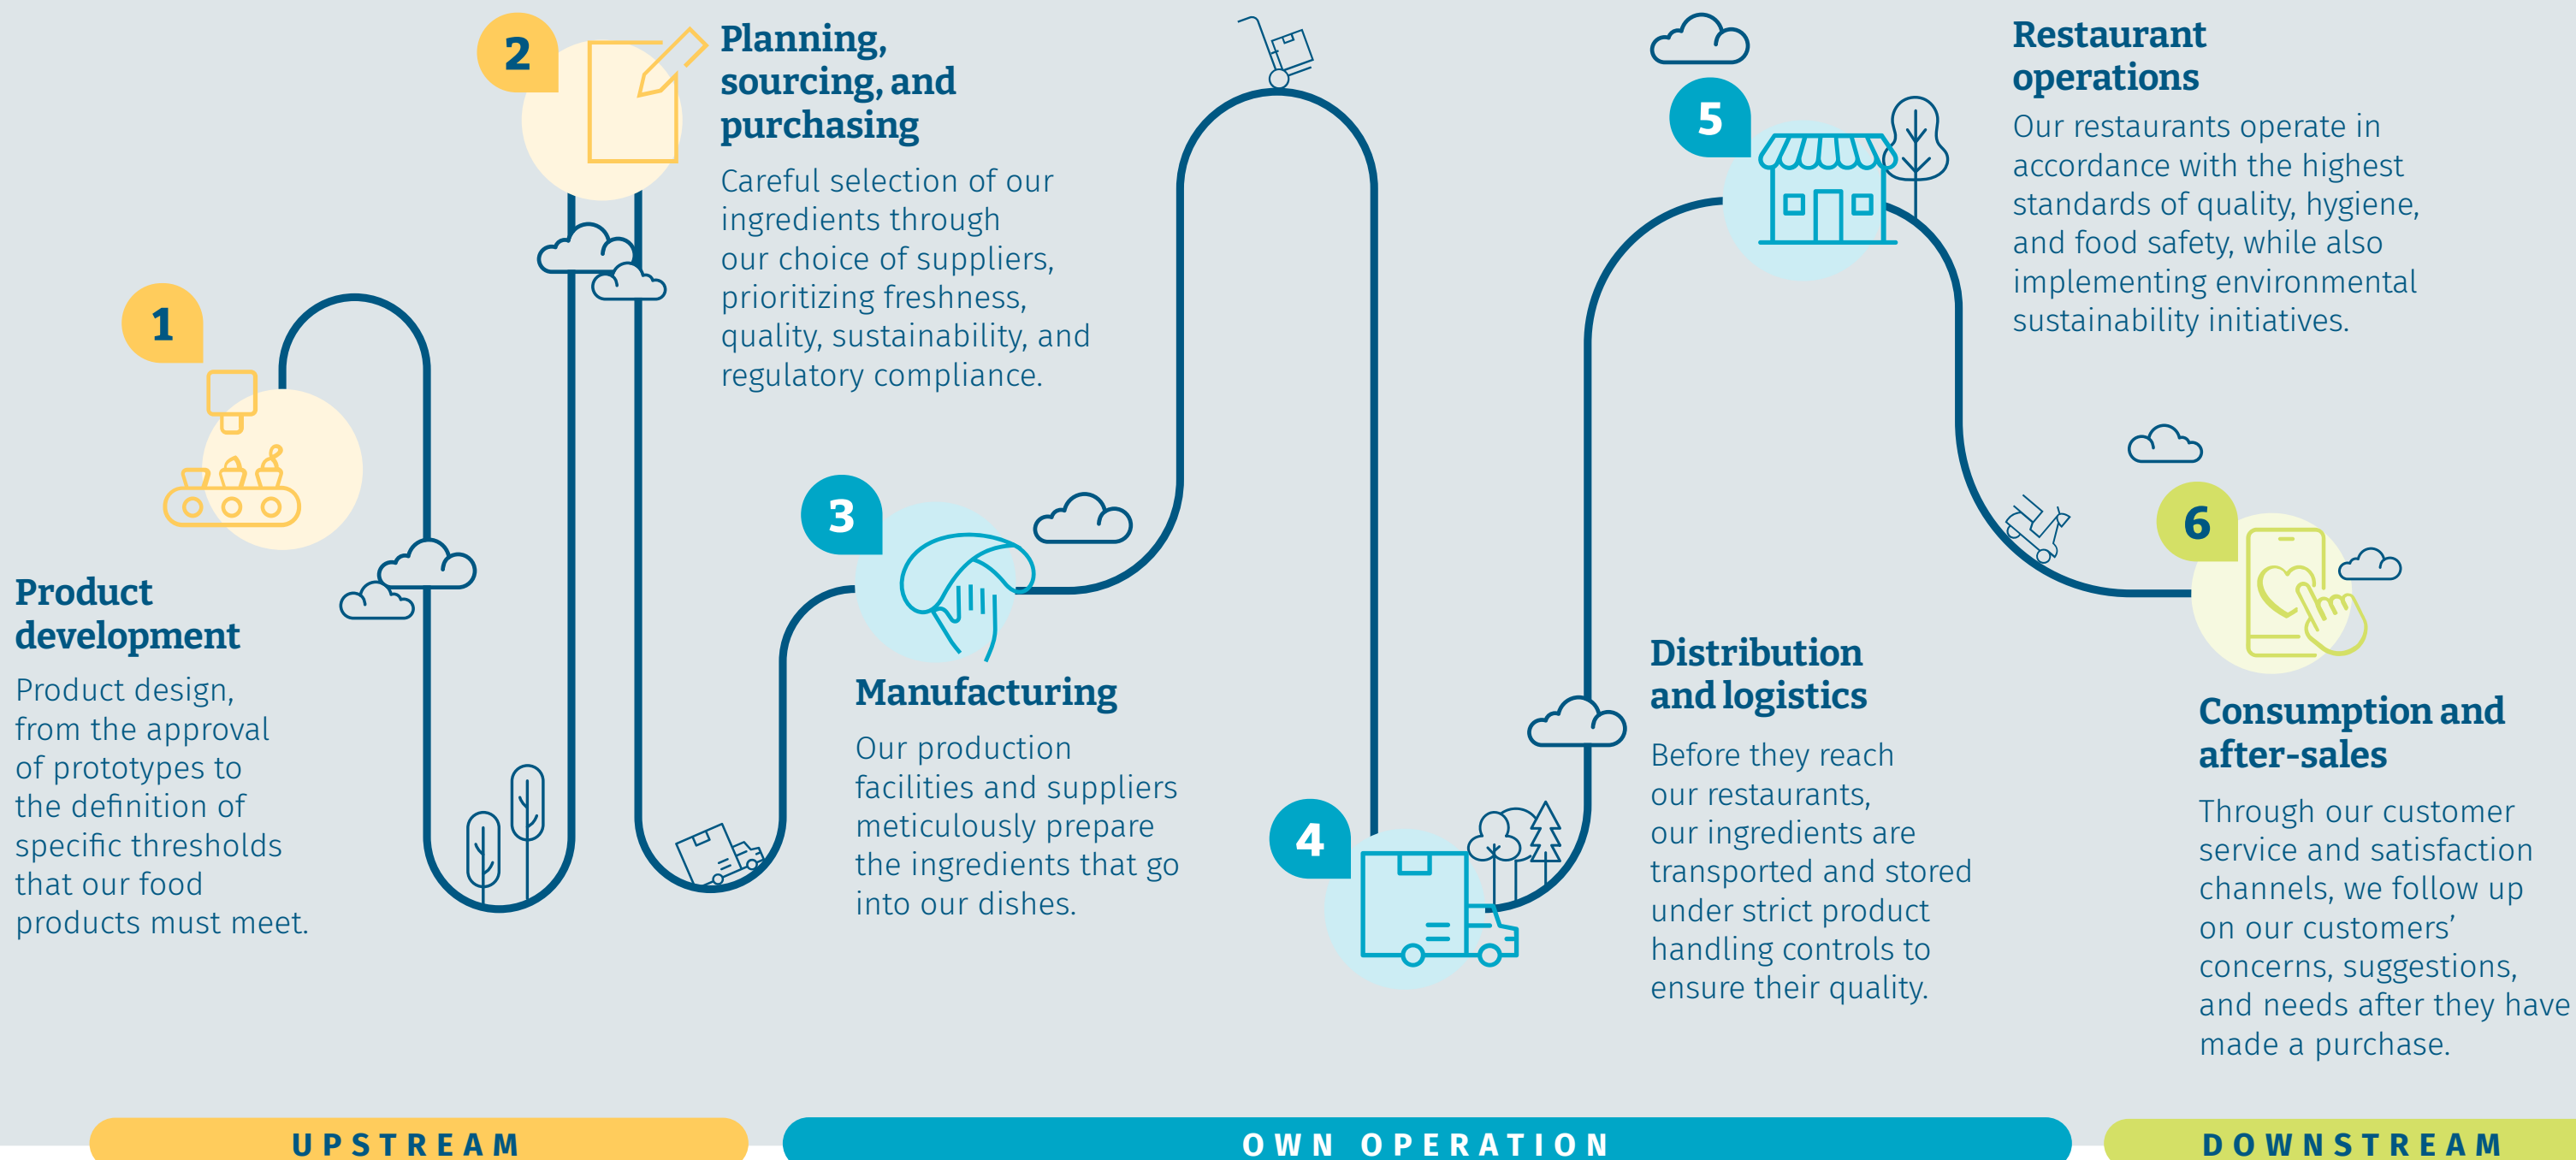 1
Product
development
Product design,
from the approval
of prototypes to
the definition of
specific thresholds
that our food
products must meet.
2
Planning,
sourcing, and
purchasing
Careful selection of our
ingredients through
our choice of suppliers,
prioritizing freshness,
quality, sustainability, and
regulatory compliance.
3
Manufacturing
Our production
facilities and suppliers
meticulously prepare
the ingredients that go
into our dishes.
4
Distribution
and logistics
Before they reach
our restaurants,
our ingredients are
transported and stored
under strict product
handling controls to
ensure their quality.
5
Restaurant
operations
Our restaurants operate in
accordance with the highest
standards of quality, hygiene,
and food safety, while also
implementing environmental
sustainability initiatives.
6
Consumption and
after-sales
Through our customer
service and satisfaction
channels, we follow up
on our customers’
concerns, suggestions,
and needs after they have
made a purchase.
UPSTREAM
OWN OPERATION
DOWNSTREAM